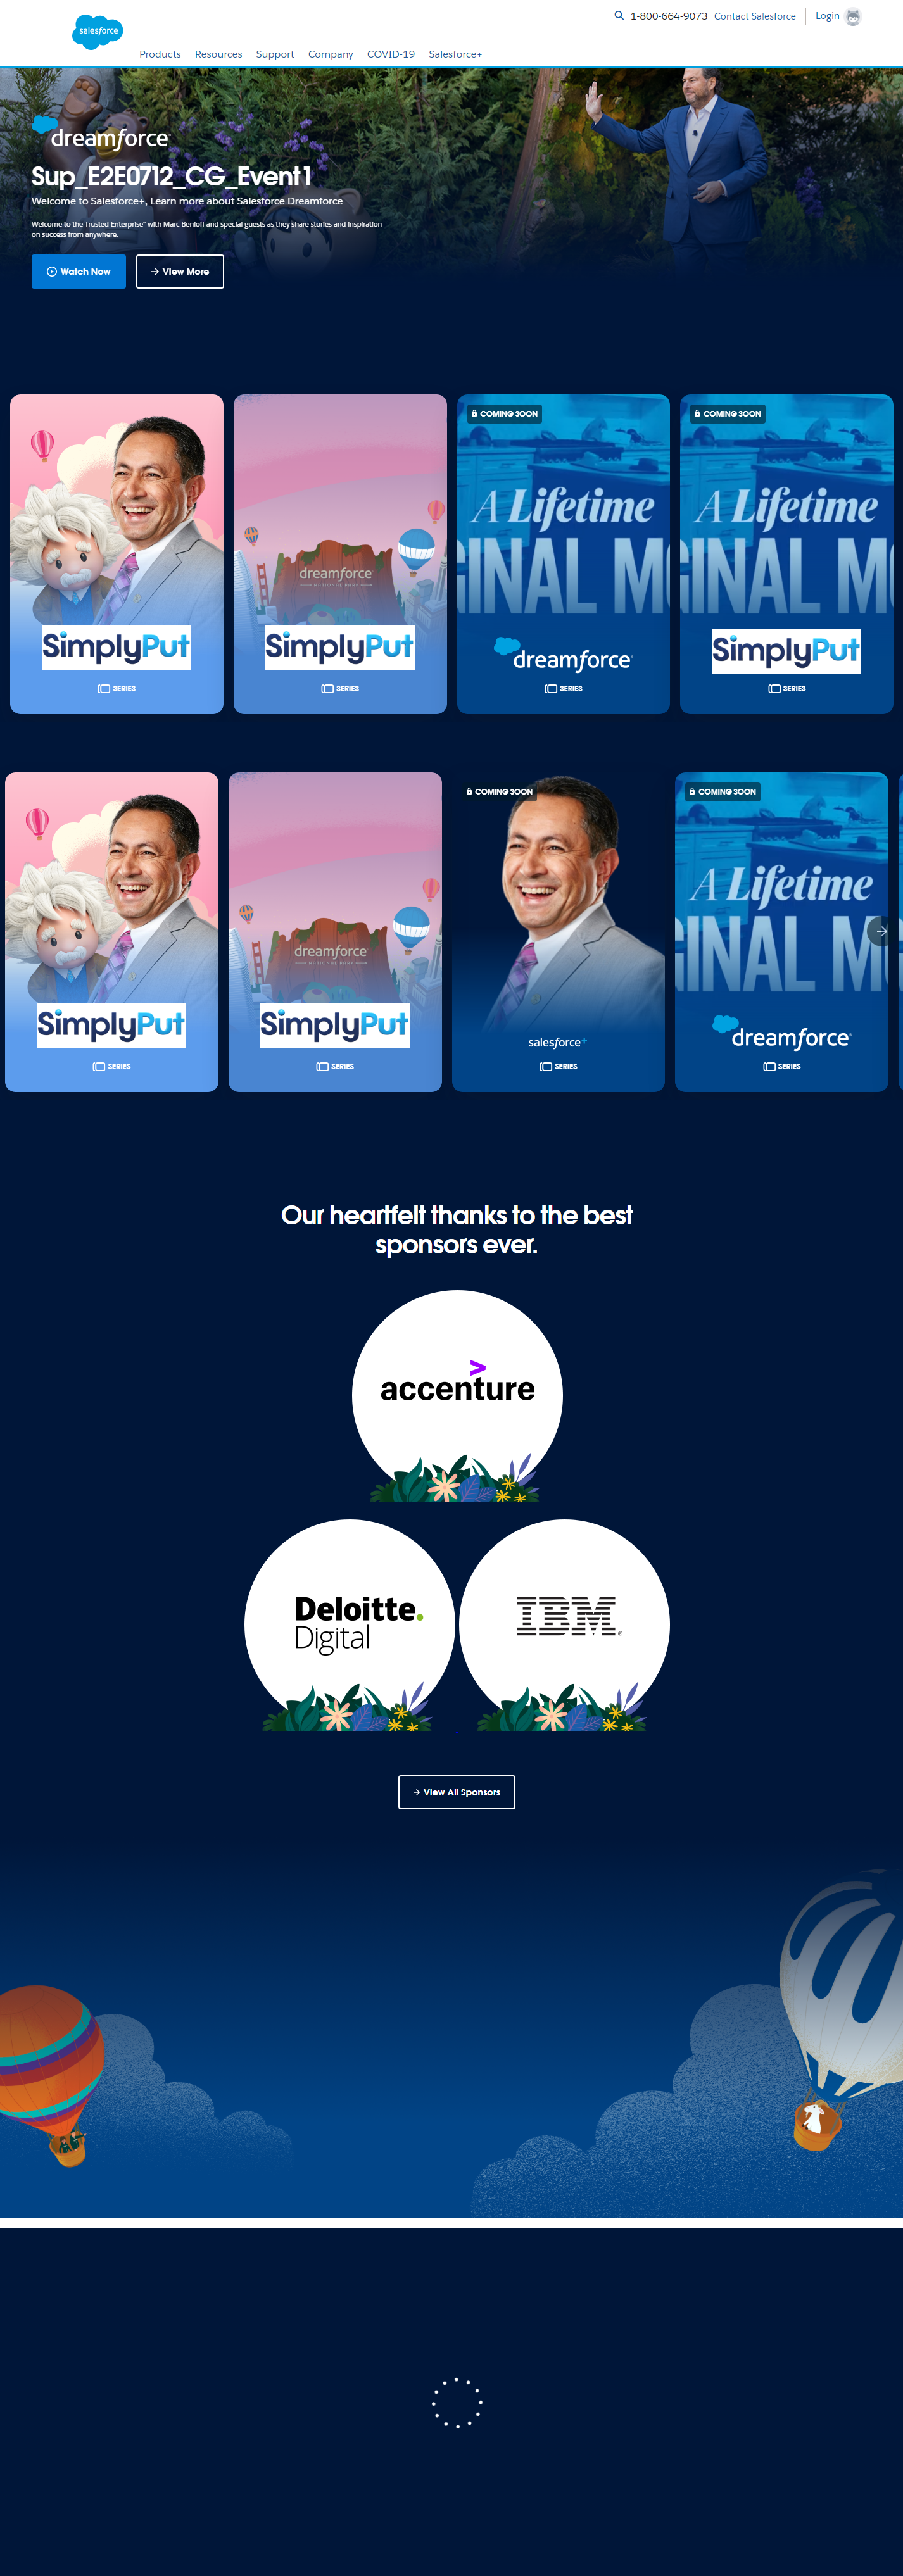 salesforce
1-800-664-9073 Contact Salesforce Login
Products Resources Support Company COVID-19 Salesforce+
dreamforce
Sup_E2E0712_CG_Event1
Welcome to Salesforce+, Learn more about Salesforce Dreamforce
Welcome to the Trusted Enterprise" with Marc Benioff and special guests as they share stories and inspiration
on success from anywhere.
Watch Now
View More
SimplyPut
SERIES
dreamforce
NATIONAL PARK
SimplyPut
SERIES
COMING SOON
A Lifetime
GINAL M
dreamforce
SERIES
COMING SOON
A Lifetime
GINAL M
SimplyPut
SERIES
SimplyPut
SERIES
dreamforce
NATIONAL PARK
SimplyPut
SERIES
COMING SOON
salesforce+
SERIES
COMING SOON
A Lifetime
GINAL M
dreamforce
SERIES
Our heartfelt thanks to the best
sponsors ever.
accenture
Deloitte.
Digital
IBM®
View All Sponsors